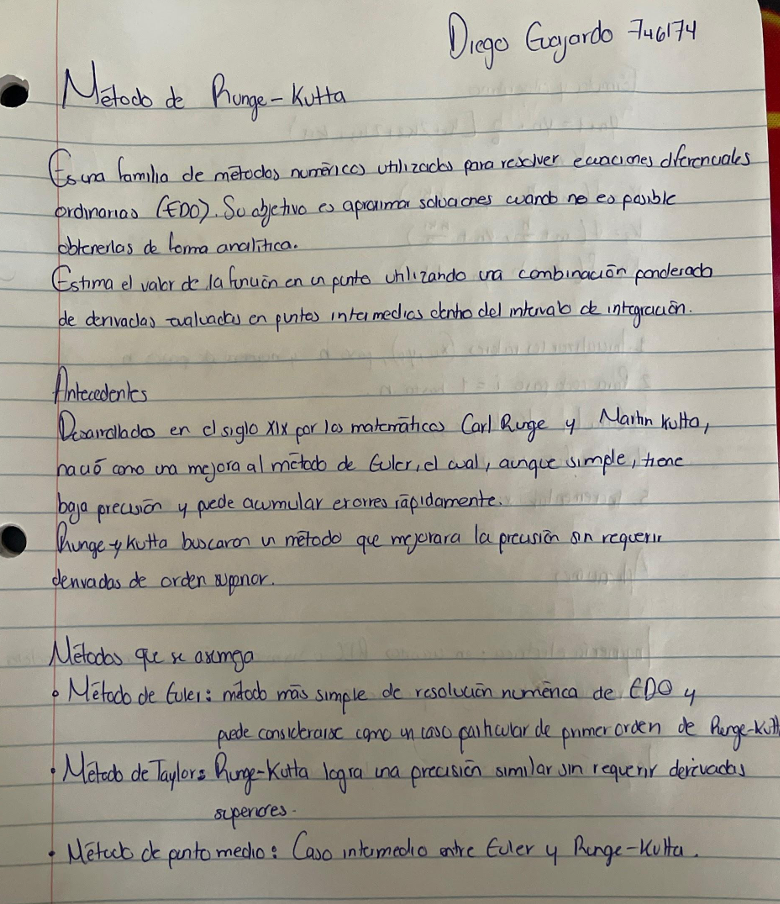 Diego Guajardo 746174
Método de Runge-Kutta
Es una familia de métodos numéricos utilizados para resolver ecuaciones diferenciales
ordinarias (EDO). Su objetivo es aproximar soluciones cuando no es posible
obtenerlas de forma analítica.
Estima el valor de la función en un punto utilizando una combinación ponderada
de derivadas evaluadas en puntos intermedios dentro del intervalo de integración.
Antecedentes
Desarrollados en el siglo XIX por los matemáticos Carl Runge y Martin Kutta,
nació como una mejora al método de Euler, el cual, aunque simple, tiene
baja precisión y puede acumular erorres rápidamente.
Runge y Kutta buscaron un método que mejorara la precisión sin requerir
derivadas de orden superior.
Métodos que se asemeja
• Método de Euler: método más simple de resolución numérica de EDO y
puede considerarse como un caso particular de primer orden de Runge-Kutt
• Método de Taylor: Runge-Kutta logra una precisión similar sin requerir derivadas
superiores.
• Método de punto medio: Caso intermedio entre Euler y Runge-Kutta.